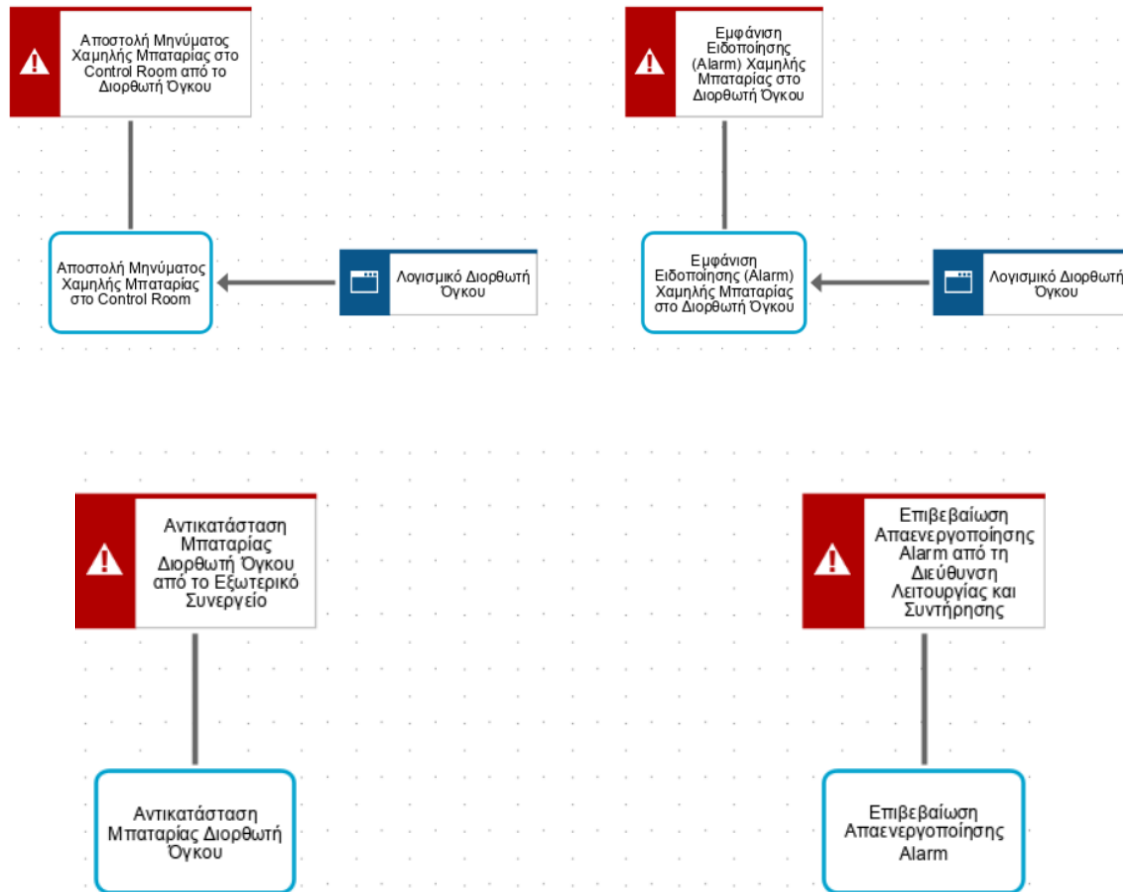 Αποστολή Μηνύματος
Χαμηλής Μπαταρίας στο
Control Room από το
Διορθωτή Όγκου
Εμφάνιση
Ειδοποίησης
(Alarm) Χαμηλής
Μπαταρίας στο
Διορθωτή Όγκου
Αποστολή Μηνύματος
Χαμηλής Μπαταρίας
στο Control Room
Λογισμικό Διορθωτή
Όγκου
Εμφάνιση
Ειδοποίησης (Alarm)
Χαμηλής Μπαταρίας
στο Διορθωτή Όγκου
Λογισμικό Διορθωτή
Όγκου
Αντικατάσταση
Μπαταρίας
Διορθωτή Όγκου
από το Εξωτερικό
Συνεργείο
Επιβεβαίωση
Απαενεργοποίησης
Alarm από τη
Διεύθυνση
Λειτουργίας και
Συντήρησης
Αντικατάσταση
Μπαταρίας Διορθωτή
Όγκου
Επιβεβαίωση
Απαενεργοποίησης
Alarm